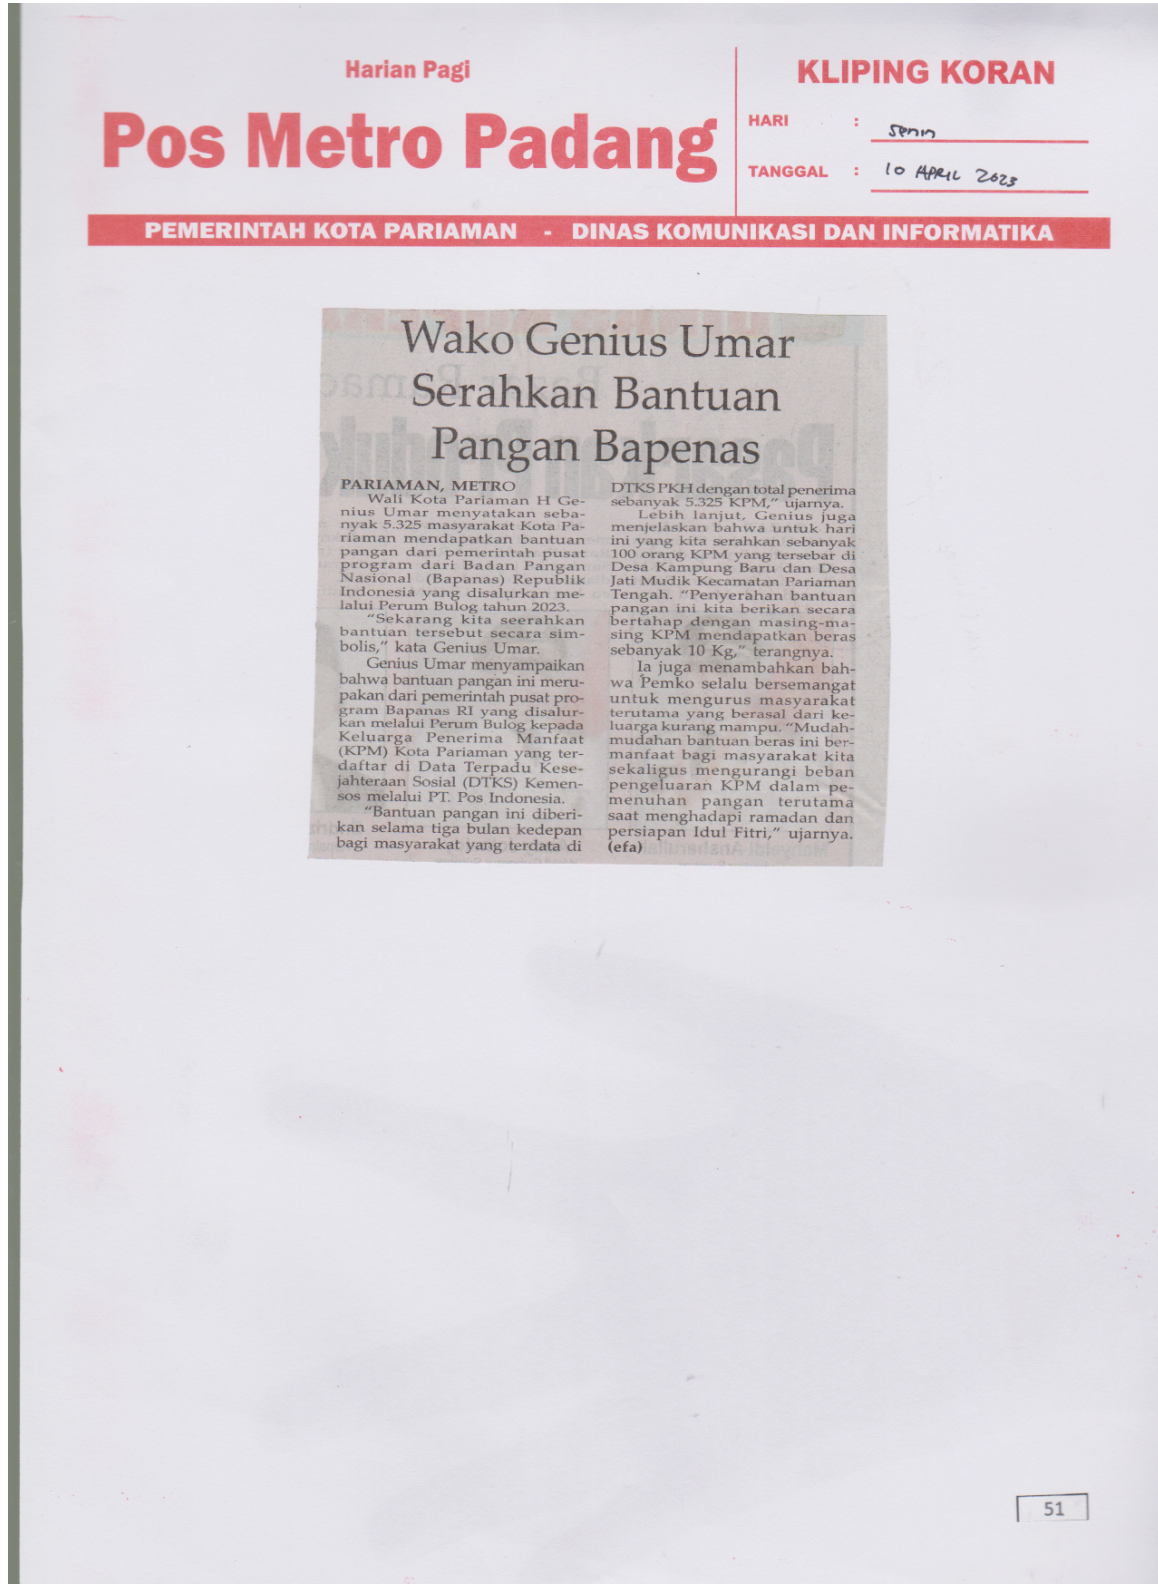 Harian Pagi
Pos Metro Padang
KLIPING KORAN
HARI : Senin
TANGGAL : 10 APRIL 2023
PEMERINTAH KOTA PARIAMAN - DINAS KOMUNIKASI DAN INFORMATIKA
Wako Genius Umar
Serahkan Bantuan
Pangan Bapenas
PARIAMAN, METRO
Wali Kota Pariaman H Ge-
nius Umar menyatakan seba-
nyak 5.325 masyarakat Kota Pa-
riaman mendapatkan bantuan
pangan dari pemerintah pusat
program dari Badan Pangan
Nasional (Bapanas) Republik
Indonesia yang disalurkan me-
lalui Perum Bulog tahun 2023.
"Sekarang kita seerahkan
bantuan tersebut secara sim-
bolis," kata Genius Umar.
Genius Umar menyampaikan
bahwa bantuan pangan ini meru-
pakan dari pemerintah pusat pro-
gram Bapanas RI yang disalur-
kan melalui Perum Bulog kepada
Keluarga Penerima Manfaat
(KPM) Kota Pariaman yang ter-
daftar di Data Terpadu Kese-
jahteraan Sosial (DTKS) Kemen-
sos melalui PT. Pos Indonesia.
"Bantuan pangan ini diberi-
kan selama tiga bulan kedepan
bagi masyarakat yang terdata di
DTKS PKH dengan total penerima
sebanyak 5.325 KPM," ujarnya.
Lebih lanjut, Genius juga
menjelaskan bahwa untuk hari
ini yang kita serahkan sebanyak
100 orang KPM yang tersebar di
Desa Kampung Baru dan Desa
Jati Mudik Kecamatan Pariaman
Tengah. "Penyerahan bantuan
pangan ini kita berikan secara
bertahap dengan masing-ma-
sing KPM mendapatkan beras
sebanyak 10 Kg," terangnya.
Ia juga menambahkan bah-
wa Pemko selalu bersemangat
untuk mengurus masyarakat
terutama yang berasal dari ke-
luarga kurang mampu. "Mudah-
mudahan bantuan beras ini ber-
manfaat bagi masyarakat kita
sekaligus mengurangi beban
pengeluaran KPM dalam pe-
menuhan pangan terutama
saat menghadapi ramadan dan
persiapan Idul Fitri," ujarnya.
(efa)
51